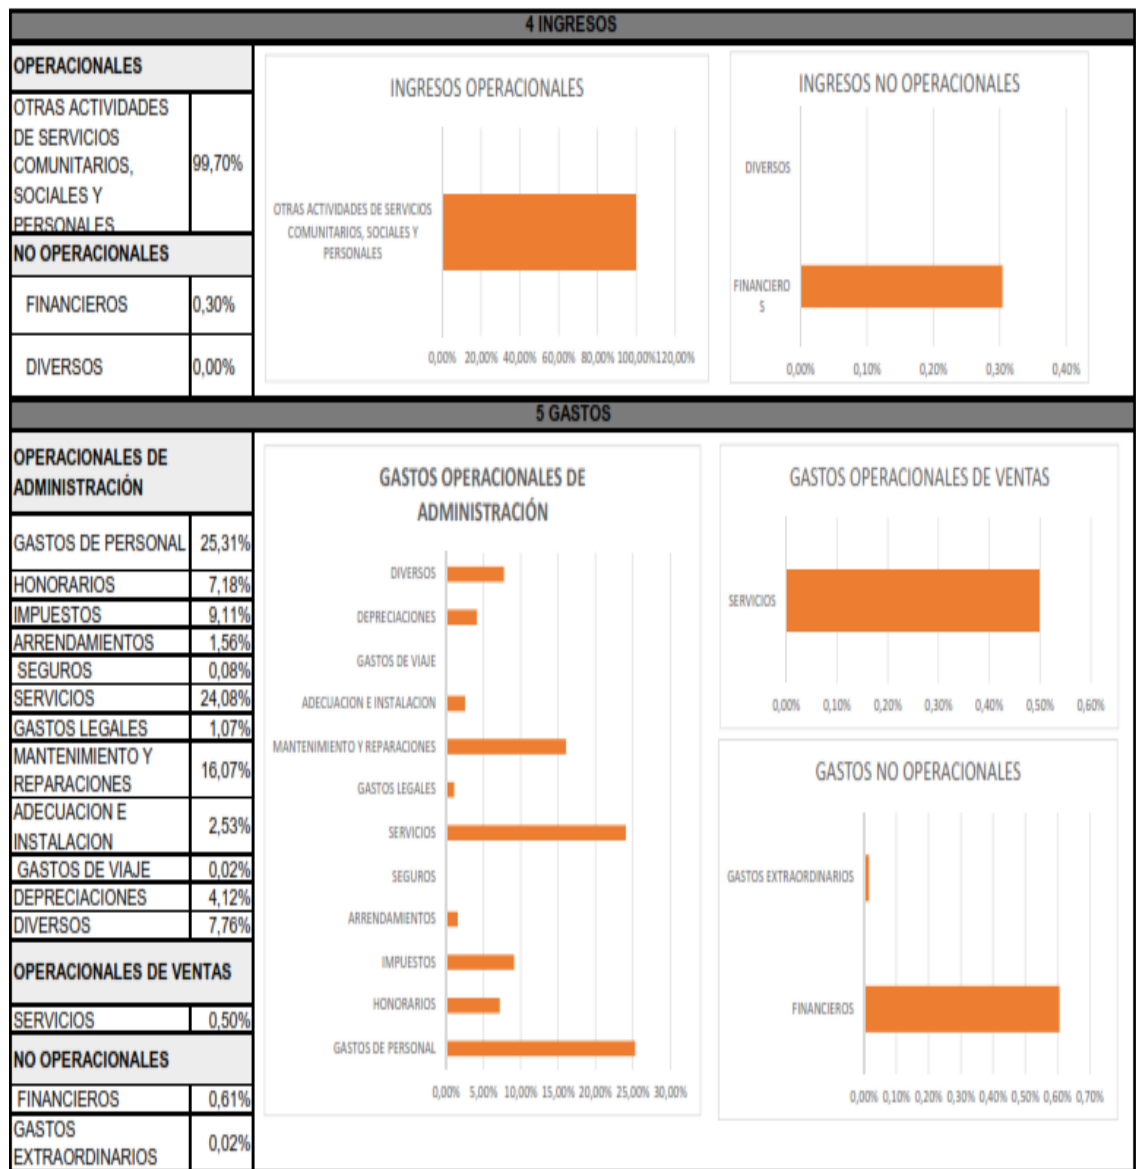 4 INGRESOS
OPERACIONALES
OTRAS ACTIVIDADES
DE SERVICIOS
COMUNITARIOS,
SOCIALES Y
PERSONALES
99,70%
NO OPERACIONALES
FINANCIEROS 0,30%
DIVERSOS 0,00%
INGRESOS OPERACIONALES
OTRAS ACTIVIDADES DE SERVICIOS
COMUNITARIOS, SOCIALES Y
PERSONALES
0,00% 20,00% 40,00% 60,00% 80,00% 100,00%120,00%
INGRESOS NO OPERACIONALES
DIVERSOS
FINANCIERO
S
0,00% 0,10% 0,20% 0,30% 0,40%
5 GASTOS
OPERACIONALES DE
ADMINISTRACIÓN
GASTOS DE PERSONAL 25,31%
HONORARIOS 7,18%
IMPUESTOS 9,11%
ARRENDAMIENTOS 1,56%
SEGUROS 0,08%
SERVICIOS 24,08%
GASTOS LEGALES 1,07%
MANTENIMIENTO Y
REPARACIONES
16,07%
ADECUACION E
INSTALACION
2,53%
GASTOS DE VIAJE 0,02%
DEPRECIACIONES 4,12%
DIVERSOS 7,76%
OPERACIONALES DE VENTAS
SERVICIOS 0,50%
NO OPERACIONALES
FINANCIEROS 0,61%
GASTOS
EXTRAORDINARIOS
0,02%
GASTOS OPERACIONALES DE
ADMINISTRACIÓN
DIVERSOS
DEPRECIACIONES
GASTOS DE VIAJE
ADECUACION E INSTALACION
MANTENIMIENTO Y REPARACIONES
GASTOS LEGALES
SERVICIOS
SEGUROS
ARRENDAMIENTOS
IMPUESTOS
HONORARIOS
GASTOS DE PERSONAL
0,00% 5,00% 10,00% 15,00% 20,00% 25,00% 30,00%
GASTOS OPERACIONALES DE VENTAS
SERVICIOS
0,00% 0,10% 0,20% 0,30% 0,40% 0,50% 0,60%
GASTOS NO OPERACIONALES
GASTOS EXTRAORDINARIOS
FINANCIEROS
0,00% 0,10% 0,20% 0,30% 0,40% 0,50% 0,60% 0,70%